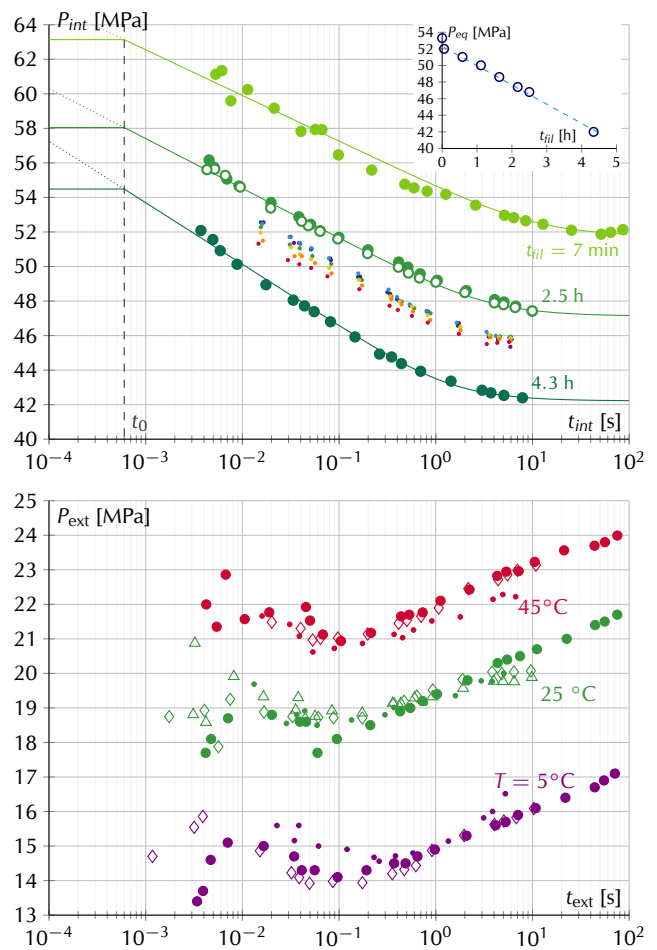 P_int [MPa]
64
62
60
58
56
54
52
50
48
46
44
42
40
P_eq [MPa]
54
52
50
48
46
44
42
40
t_fil [h]
0 1 2 3 4 5
t_fil = 7 min
2.5 h
4.3 h
t_0
t_int [s]
10^−4 10^−3 10^−2 10^−1 10^0 10^1 10^2
P_ext [MPa]
25
24
23
22
21
20
19
18
17
16
15
14
13
45°C
25 °C
T = 5°C
t_ext [s]
10^−4 10^−3 10^−2 10^−1 10^0 10^1 10^2